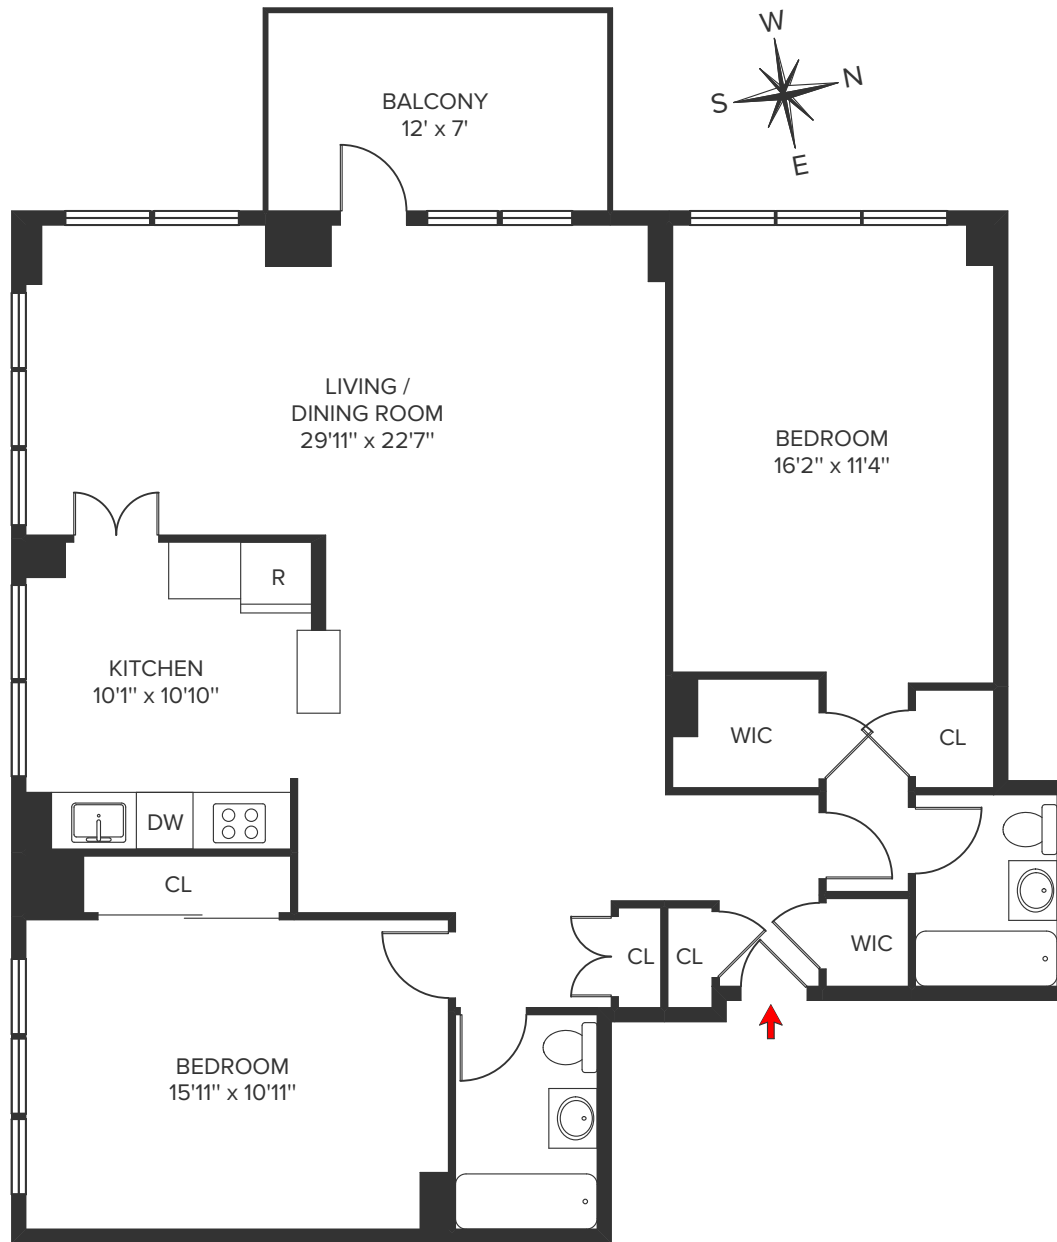 W
N
S
E
BALCONY
12' x 7'
LIVING /
DINING ROOM
29'11" x 22'7"
BEDROOM
16'2" x 11'4"
R
KITCHEN
10'1" x 10'10"
WIC
CL
DW
CL
WIC
CL
CL
BEDROOM
15'11" x 10'11"